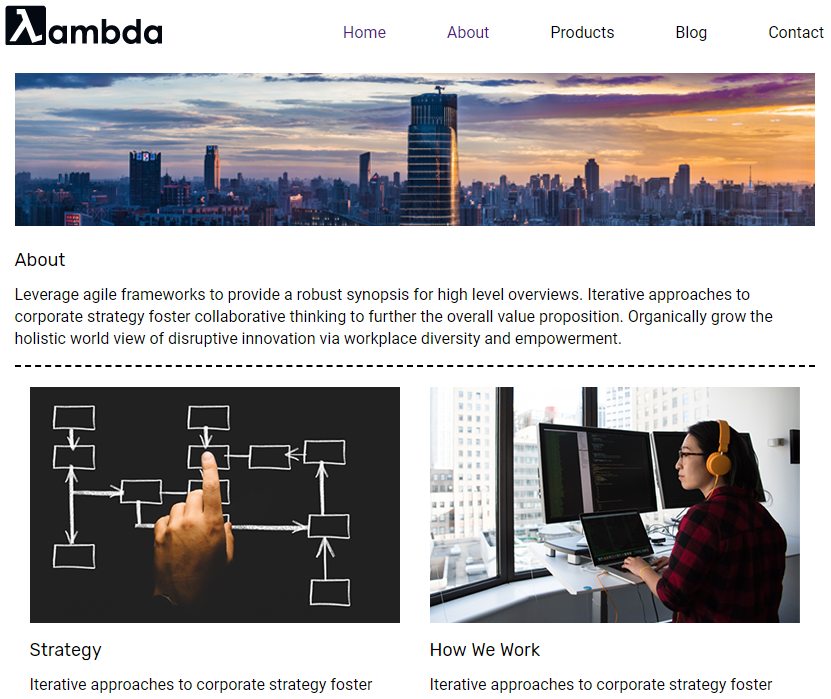 λambda
Home About Products Blog Contact
About
Leverage agile frameworks to provide a robust synopsis for high level overviews. Iterative approaches to
corporate strategy foster collaborative thinking to further the overall value proposition. Organically grow the
holistic world view of disruptive innovation via workplace diversity and empowerment.
Strategy
Iterative approaches to corporate strategy foster
How We Work
Iterative approaches to corporate strategy foster